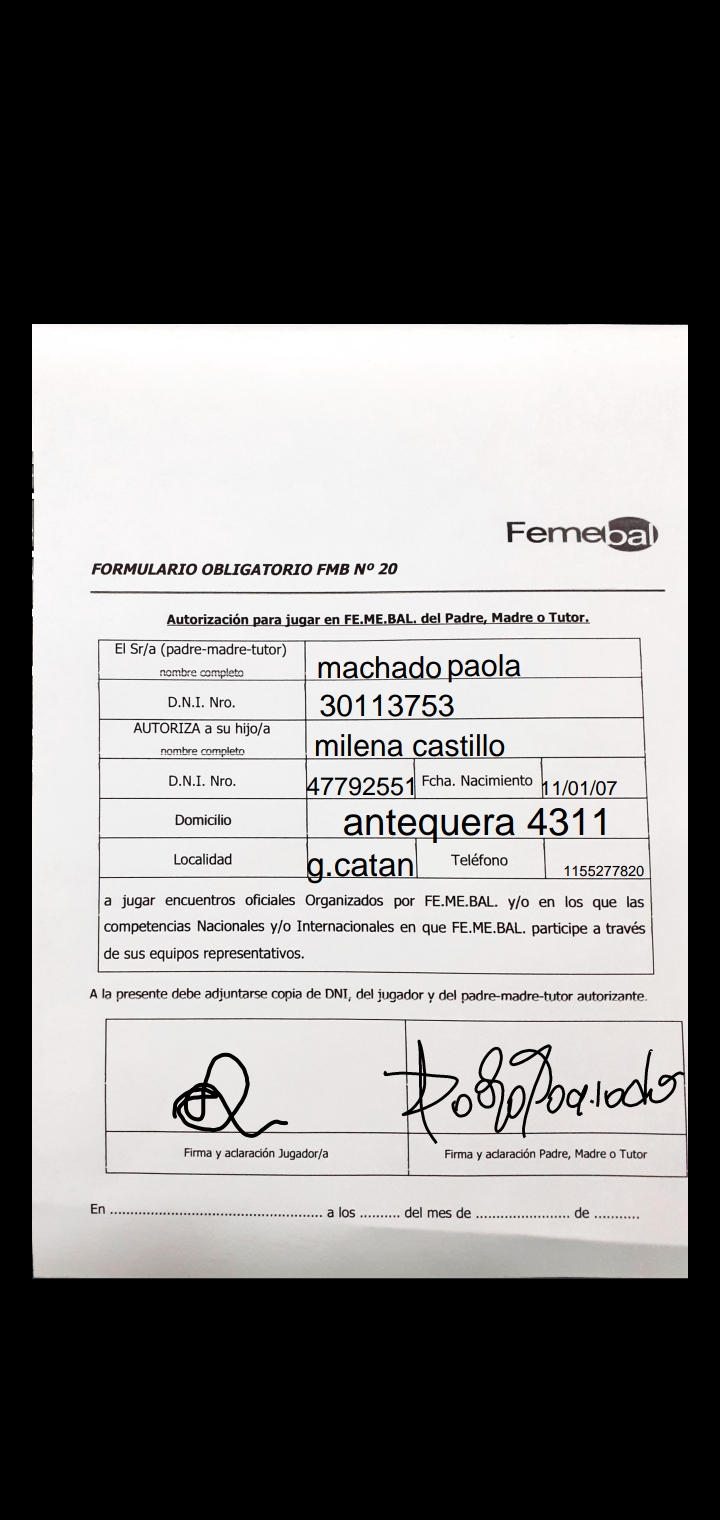 Femebal
FORMULARIO OBLIGATORIO FMB Nº 20
Autorización para jugar en FE.ME.BAL. del Padre, Madre o Tutor.
El Sr/a (padre-madre-tutor)
nombre completo
machado paola
D.N.I. Nro.
30113753
AUTORIZA a su hijo/a
nombre completo
milena castillo
D.N.I. Nro.
47792551
Fcha. Nacimiento
11/01/07
Domicilio
antequera 4311
Localidad
g.catan
Teléfono
1155277820
a jugar encuentros oficiales Organizados por FE.ME.BAL. y/o en los que las
competencias Nacionales y/o Internacionales en que FE.ME.BAL. participe a través
de sus equipos representativos.
A la presente debe adjuntarse copia de DNI, del jugador y del padre-madre-tutor autorizante.
Firma y aclaración Jugador/a
Firma y aclaración Padre, Madre o Tutor
En .................................................... a los .......... del mes de ....................... de ...........